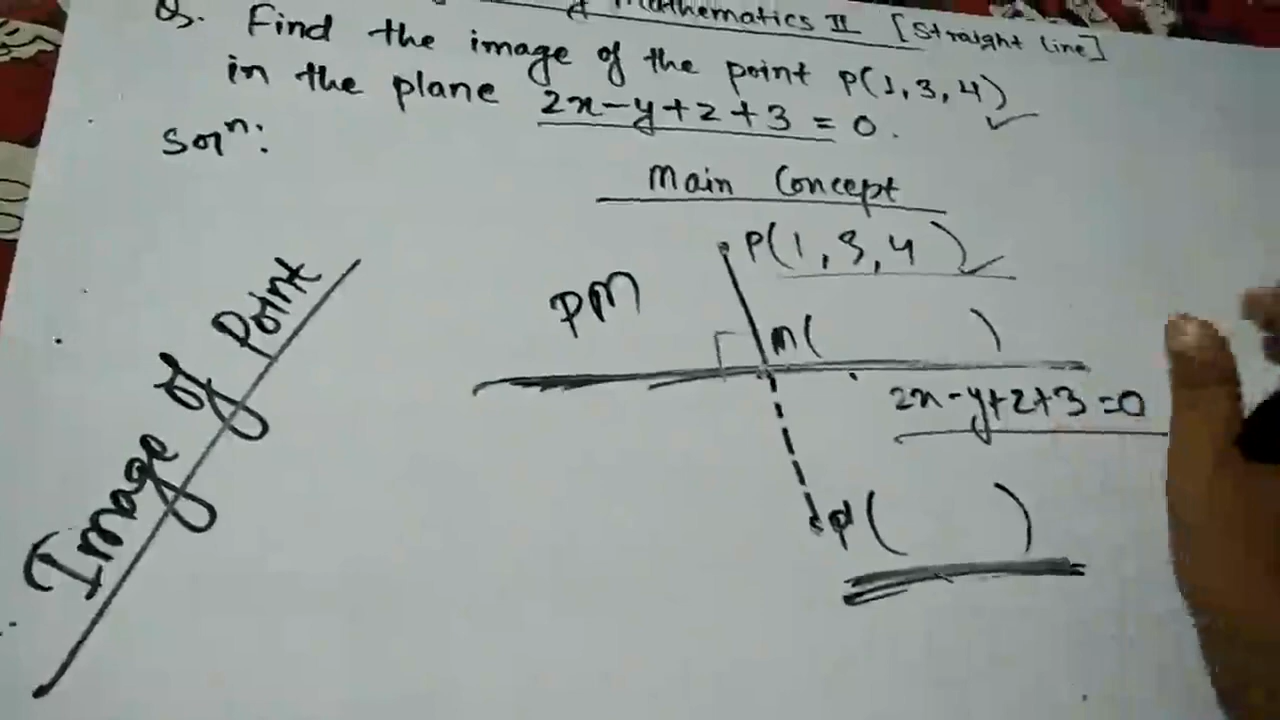 Q. Find the image of the point P(1, 3, 4)
Mathematics II [Straight line]
in the plane 2x-y+z+3=0.
Solⁿ:
Main Concept
P(1, 3, 4)
PM
M( )
2x-y+z+3=0
P'( )
Image of Point